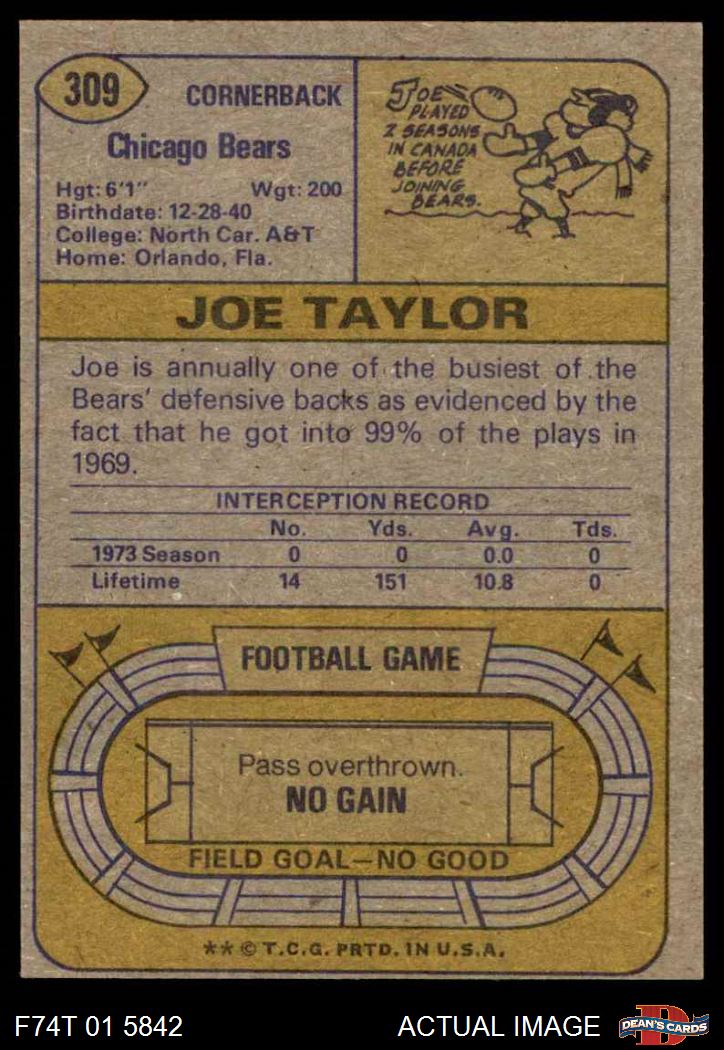 309
CORNERBACK
Chicago Bears
Hgt: 6'1" Wgt: 200
Birthdate: 12-28-40
College: North Car. A&T
Home: Orlando, Fla.
JOE
PLAYED
2 SEASONS
IN CANADA
BEFORE
JOINING
BEARS.
JOE TAYLOR
Joe is annually one of the busiest of the
Bears' defensive backs as evidenced by the
fact that he got into 99% of the plays in
1969.
INTERCEPTION RECORD
No. Yds. Avg. Tds.
1973 Season 0 0 0.0 0
Lifetime 14 151 10.8 0
FOOTBALL GAME
Pass overthrown.
NO GAIN
FIELD GOAL—NO GOOD
** © T.C.G. PRTD. IN U.S.A.
F74T 01 5842 ACTUAL IMAGE
D
DEAN'S CARDS